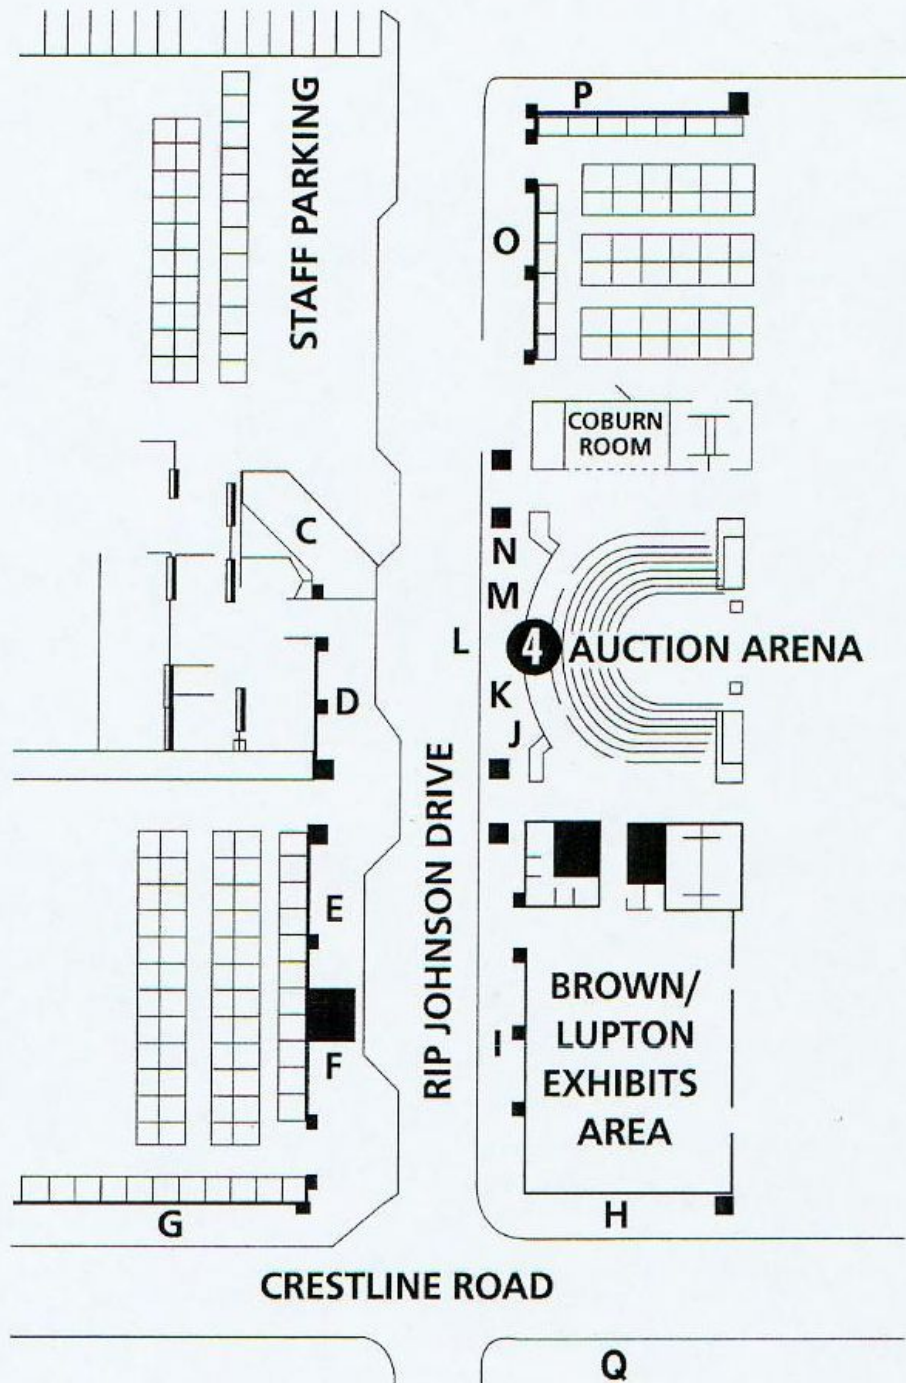 P
STAFF PARKING
O
COBURN
ROOM
C
N
M
L
4 AUCTION ARENA
K
D
J
RIP JOHNSON DRIVE
E
BROWN/
LUPTON
EXHIBITS
AREA
I
F
G
H
CRESTLINE ROAD
Q